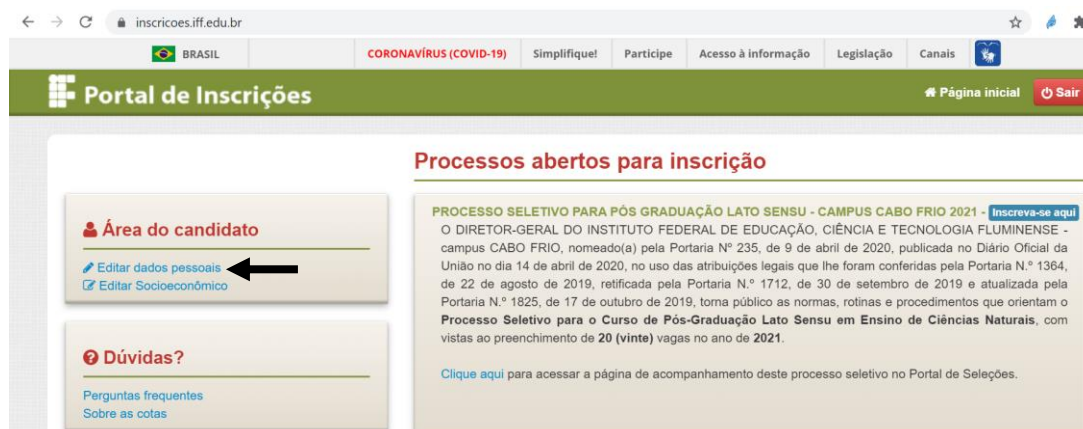 inscricoes.iff.edu.br
BRASIL CORONAVÍRUS (COVID-19) Simplifique! Participe Acesso à informação Legislação Canais
Portal de Inscrições
Página inicial Sair
Área do candidato
Editar dados pessoais
Editar Socioeconômico
Dúvidas?
Perguntas frequentes
Sobre as cotas
Processos abertos para inscrição
PROCESSO SELETIVO PARA PÓS GRADUAÇÃO LATO SENSU - CAMPUS CABO FRIO 2021 - Inscreva-se aqui
O DIRETOR-GERAL DO INSTITUTO FEDERAL DE EDUCAÇÃO, CIÊNCIA E TECNOLOGIA FLUMINENSE -
campus CABO FRIO, nomeado(a) pela Portaria Nº 235, de 9 de abril de 2020, publicada no Diário Oficial da
União no dia 14 de abril de 2020, no uso das atribuições legais que lhe foram conferidas pela Portaria N.º 1364,
de 22 de agosto de 2019, retificada pela Portaria N.º 1712, de 30 de setembro de 2019 e atualizada pela
Portaria N.º 1825, de 17 de outubro de 2019, torna público as normas, rotinas e procedimentos que orientam o
Processo Seletivo para o Curso de Pós-Graduação Lato Sensu em Ensino de Ciências Naturais, com
vistas ao preenchimento de 20 (vinte) vagas no ano de 2021.
Clique aqui para acessar a página de acompanhamento deste processo seletivo no Portal de Seleções.